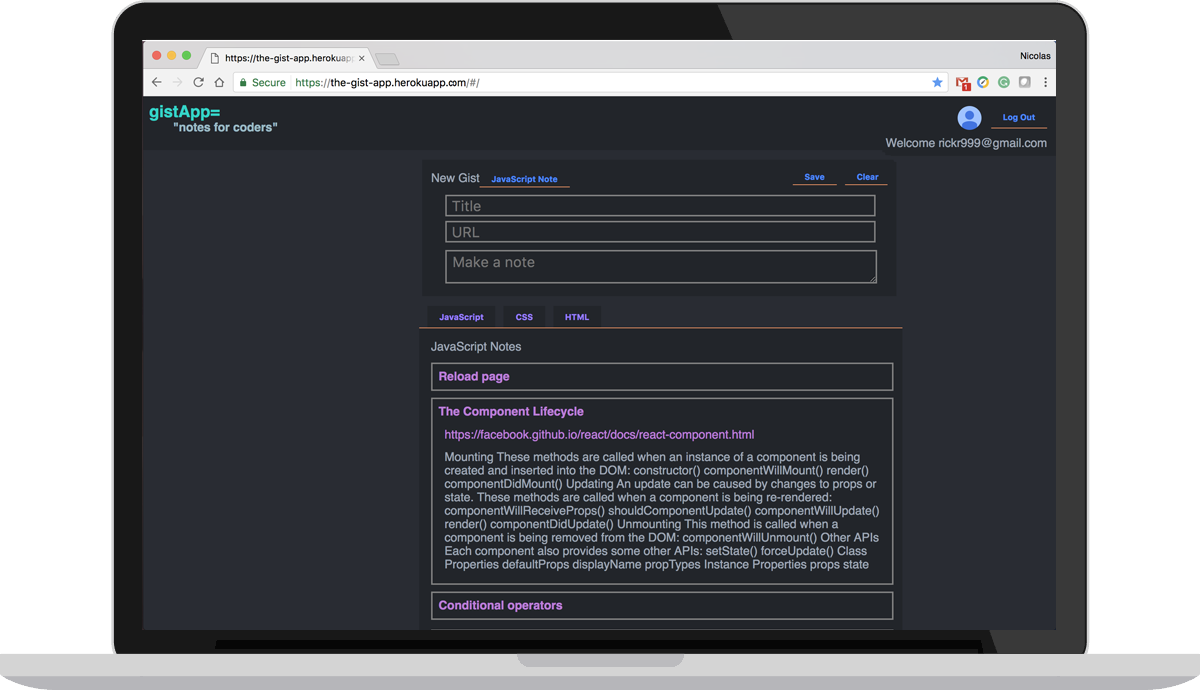 https://the-gist-app.herokuap
Nicolas
Secure https://the-gist-app.herokuapp.com/#/
1
gistApp=
"notes for coders"
Log Out
Welcome rickr999@gmail.com
New Gist JavaScript Note Save Clear
Title
URL
Make a note
JavaScript CSS HTML
JavaScript Notes
Reload page
The Component Lifecycle
https://facebook.github.io/react/docs/react-component.html
Mounting These methods are called when an instance of a component is being
created and inserted into the DOM: constructor() componentWillMount() render()
componentDidMount() Updating An update can be caused by changes to props or
state. These methods are called when a component is being re-rendered:
componentWillReceiveProps() shouldComponentUpdate() componentWillUpdate()
render() componentDidUpdate() Unmounting This method is called when a
component is being removed from the DOM: componentWillUnmount() Other APIs
Each component also provides some other APIs: setState() forceUpdate() Class
Properties defaultProps displayName propTypes Instance Properties props state
Conditional operators